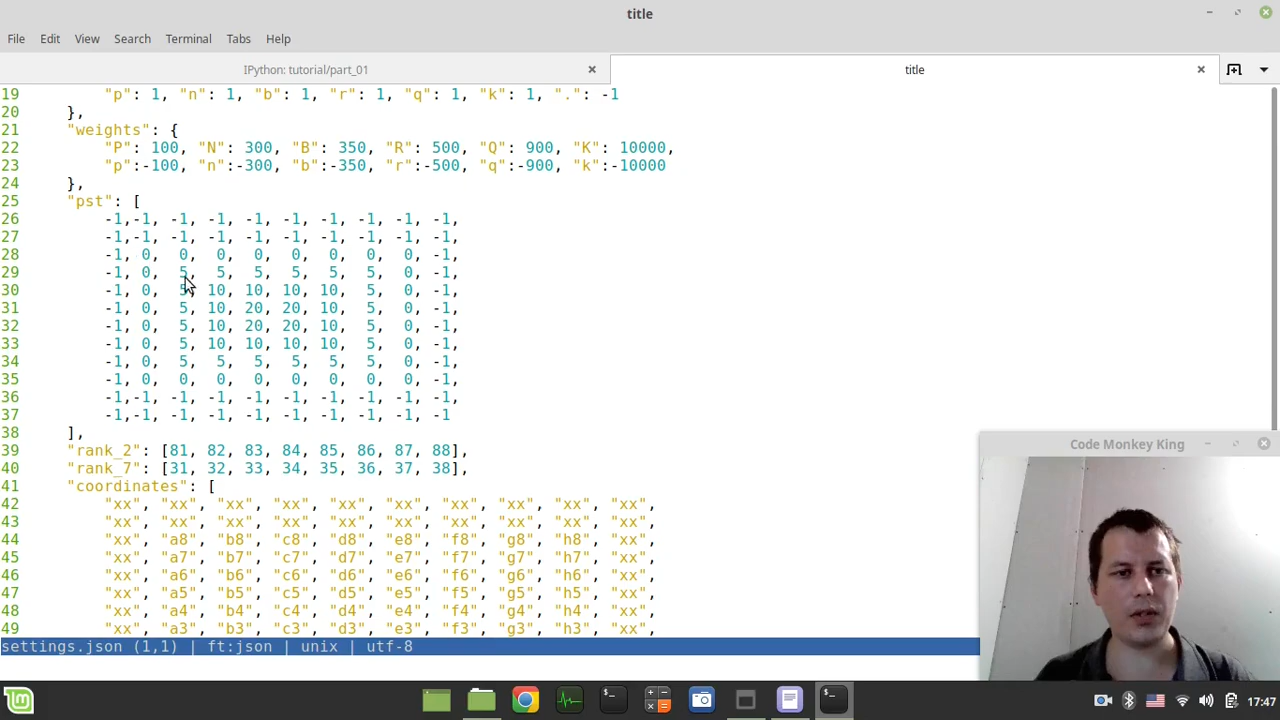 title
File Edit View Search Terminal Tabs Help
IPython: tutorial/part_01
title
19 "p": 1, "n": 1, "b": 1, "r": 1, "q": 1, "k": 1, ".": -1
20 },
21 "weights": {
22 "P": 100, "N": 300, "B": 350, "R": 500, "Q": 900, "K": 10000,
23 "p":-100, "n":-300, "b":-350, "r":-500, "q":-900, "k":-10000
24 },
25 "pst": [
26 -1,-1, -1, -1, -1, -1, -1, -1, -1, -1,
27 -1,-1, -1, -1, -1, -1, -1, -1, -1, -1,
28 -1, 0, 0, 0, 0, 0, 0, 0, 0, -1,
29 -1, 0, 5, 5, 5, 5, 5, 5, 0, -1,
30 -1, 0, 5, 10, 10, 10, 10, 5, 0, -1,
31 -1, 0, 5, 10, 20, 20, 10, 5, 0, -1,
32 -1, 0, 5, 10, 20, 20, 10, 5, 0, -1,
33 -1, 0, 5, 10, 10, 10, 10, 5, 0, -1,
34 -1, 0, 5, 5, 5, 5, 5, 5, 0, -1,
35 -1, 0, 0, 0, 0, 0, 0, 0, 0, -1,
36 -1,-1, -1, -1, -1, -1, -1, -1, -1, -1,
37 -1,-1, -1, -1, -1, -1, -1, -1, -1, -1
38 ],
39 "rank_2": [81, 82, 83, 84, 85, 86, 87, 88],
40 "rank_7": [31, 32, 33, 34, 35, 36, 37, 38],
41 "coordinates": [
42 "xx", "xx", "xx", "xx", "xx", "xx", "xx", "xx", "xx", "xx",
43 "xx", "xx", "xx", "xx", "xx", "xx", "xx", "xx", "xx", "xx",
44 "xx", "a8", "b8", "c8", "d8", "e8", "f8", "g8", "h8", "xx",
45 "xx", "a7", "b7", "c7", "d7", "e7", "f7", "g7", "h7", "xx",
46 "xx", "a6", "b6", "c6", "d6", "e6", "f6", "g6", "h6", "xx",
47 "xx", "a5", "b5", "c5", "d5", "e5", "f5", "g5", "h5", "xx",
48 "xx", "a4", "b4", "c4", "d4", "e4", "f4", "g4", "h4", "xx",
49 "xx", "a3", "b3", "c3", "d3", "e3", "f3", "g3", "h3", "xx",
settings.json (1,1) | ft:json | unix | utf-8
Code Monkey King
17:47